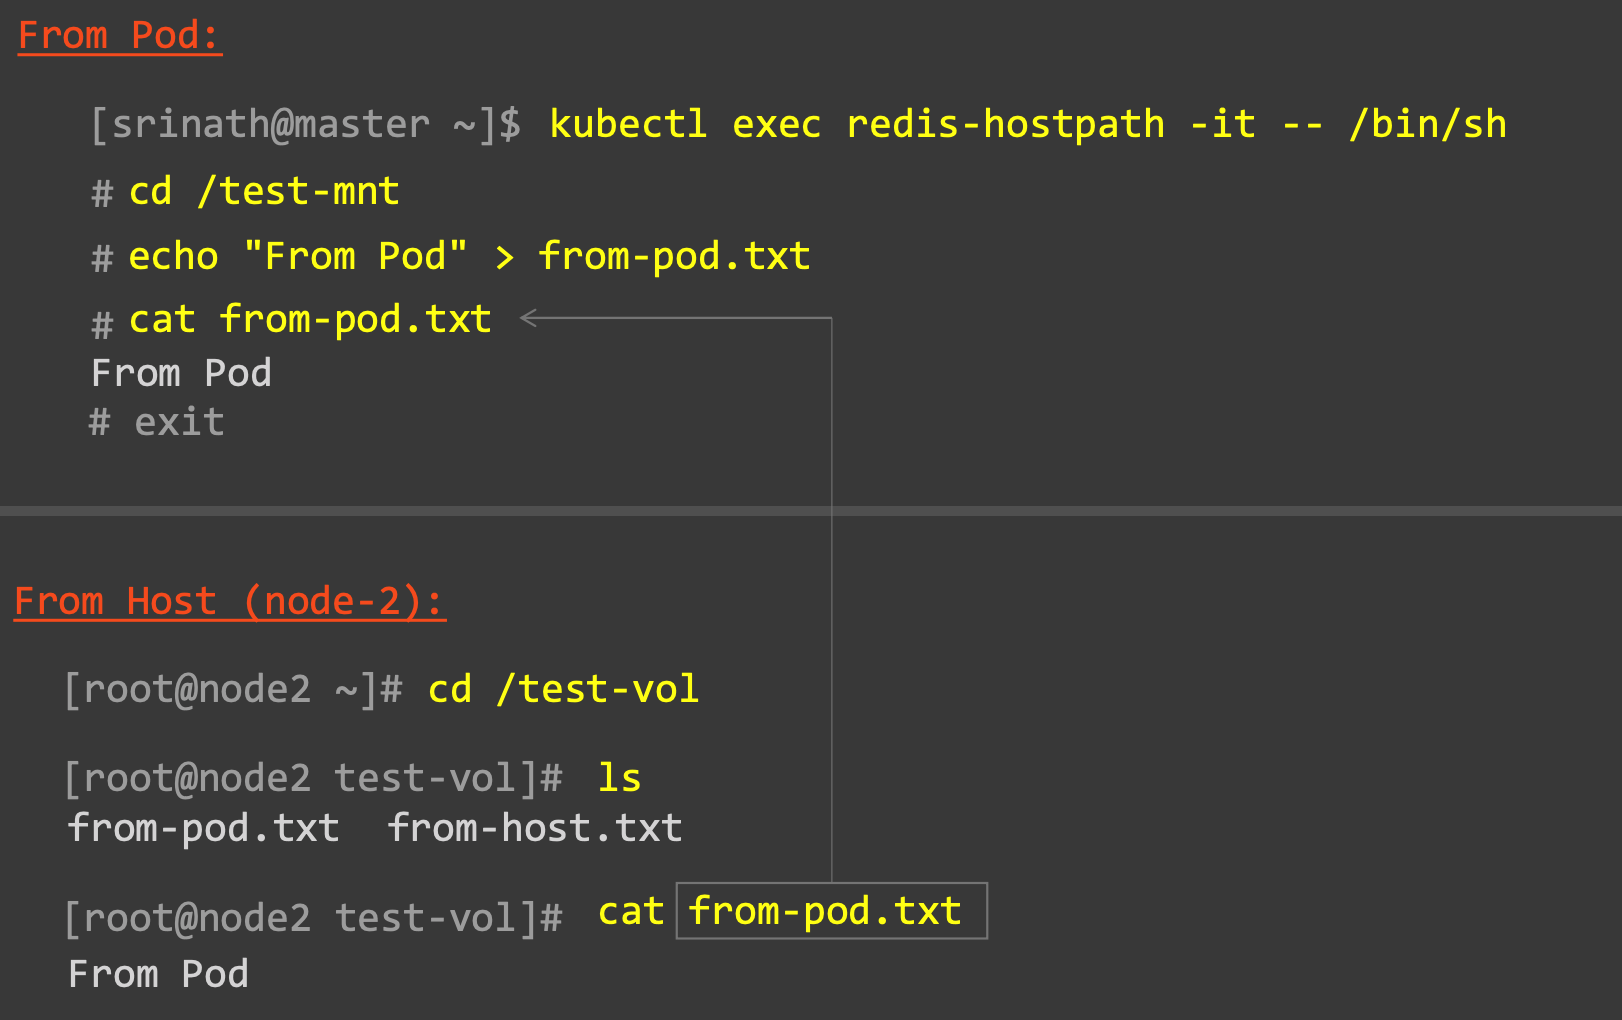 From Pod:
[srinath@master ~]$ kubectl exec redis-hostpath -it -- /bin/sh
# cd /test-mnt
# echo "From Pod" > from-pod.txt
# cat from-pod.txt
From Pod
# exit
From Host (node-2):
[root@node2 ~]# cd /test-vol
[root@node2 test-vol]# ls
from-pod.txt  from-host.txt
[root@node2 test-vol]# cat from-pod.txt
From Pod